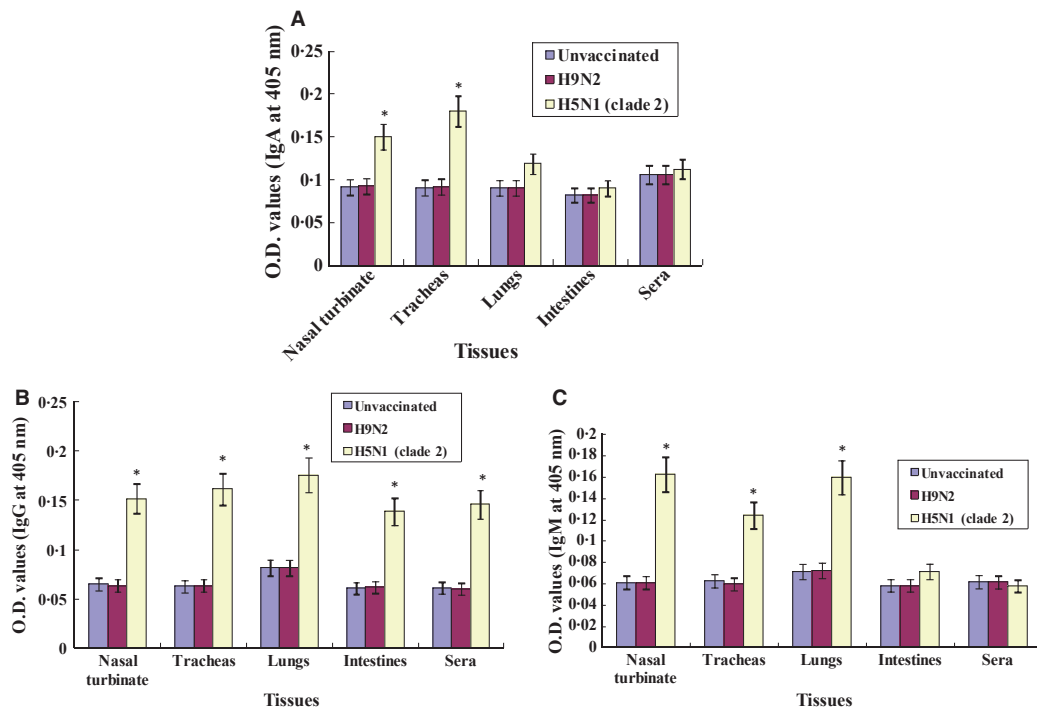 A
O.D. values (IgA at 405 nm)
0·25
0·2
0·15
0·1
0·05
0
Unvaccinated
H9N2
H5N1 (clade 2)
*
*
Nasal turbinate
Tracheas
Lungs
Intestines
Sera
Tissues
B
O.D. values (IgG at 405 nm)
0·25
0·2
0·15
0·1
0·05
0
Unvaccinated
H9N2
H5N1 (clade 2)
*
*
*
*
*
Nasal turbinate
Tracheas
Lungs
Intestines
Sera
Tissues
C
O.D. values (IgM at 405 nm)
0·2
0·18
0·16
0·14
0·12
0·1
0·08
0·06
0·04
0·02
0
Unvaccinated
H9N2
H5N1 (clade 2)
*
*
*
Nasal turbinate
Tracheas
Lungs
Intestines
Sera
Tissues